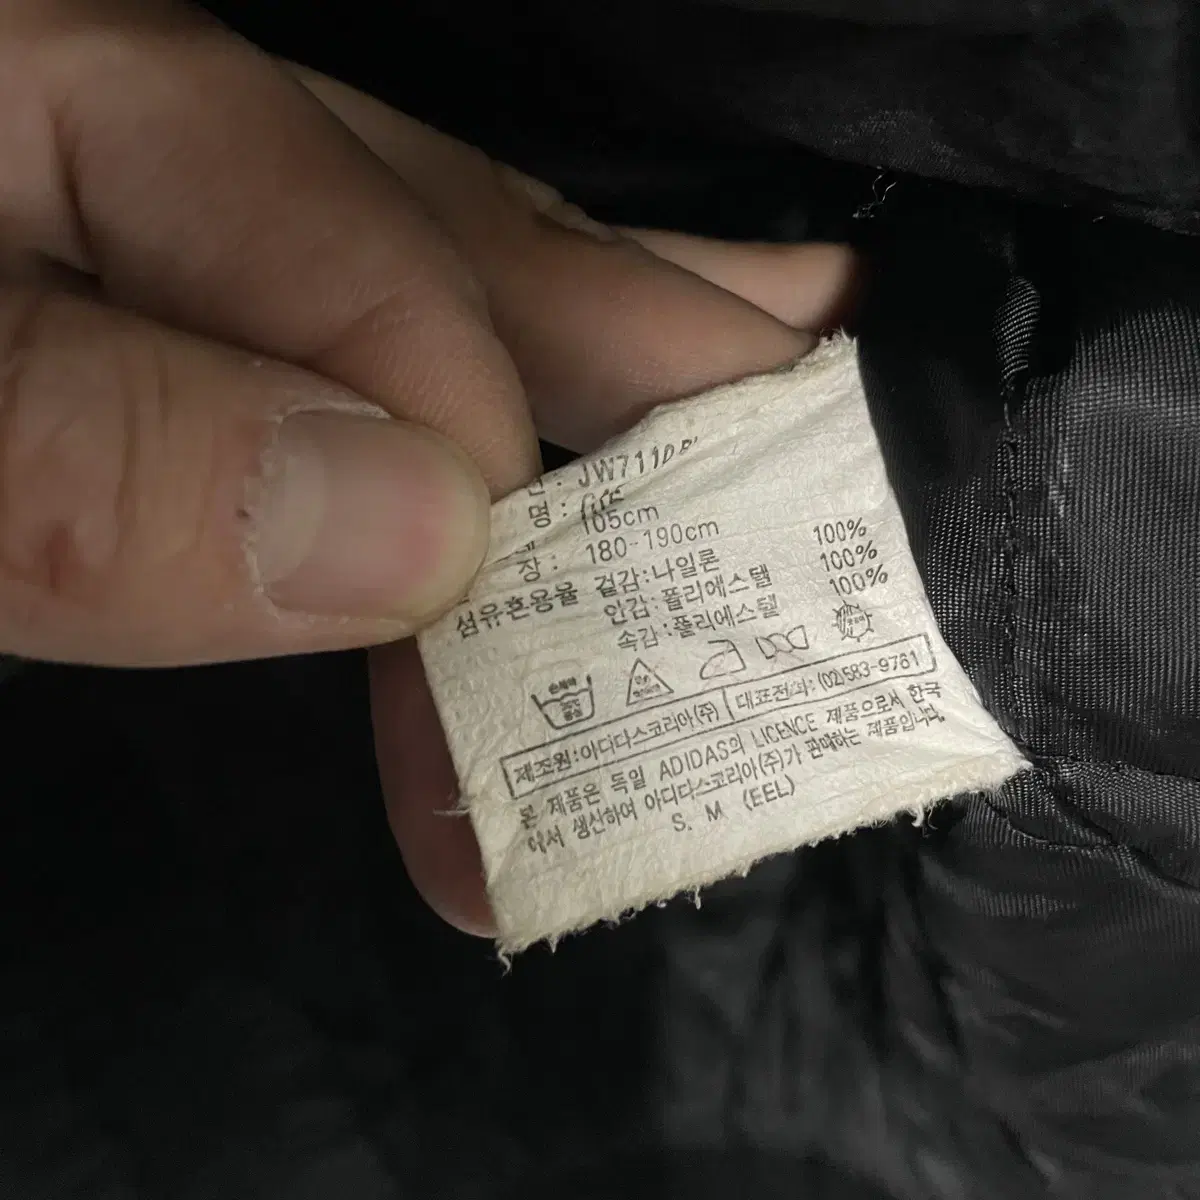 JW7110
명 :
105cm
장 : 180-190cm
섬유혼용율 겉감:나일론 100%
안감:폴리에스텔 100%
속감:폴리에스텔 100%
손세탁
제조원:아디다스코리아(주) 대표전화:(02)583-9761
본 제품은 독일 ADIDAS의 LICENCE 제품으로서 한국
에서 생산하여 아디다스코리아(주)가 판매하는 제품입니다.
S. M (EEL)